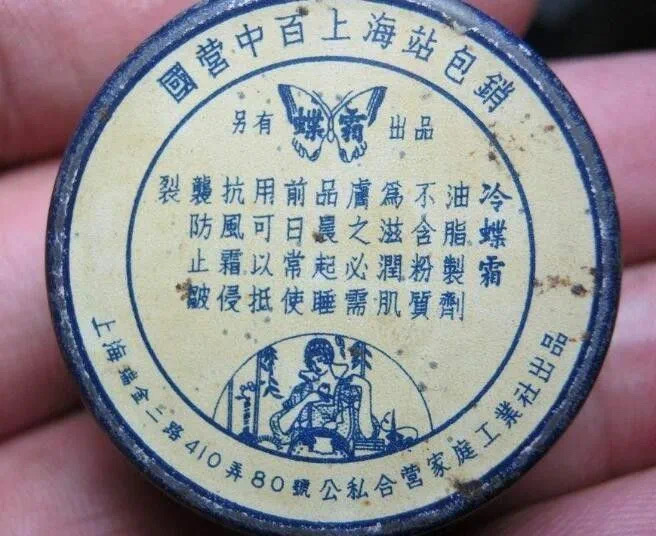 國营中百上海站包銷
另有蝶霜出品
冷蝶霜
油脂製劑
不含粉質
爲滋潤肌
膚之必需
品晨起睡
前日常使
用可以抵
抗風霜侵
襲防止皸
裂
上海瑞金二路410弄80號公私合营家庭工業社出品